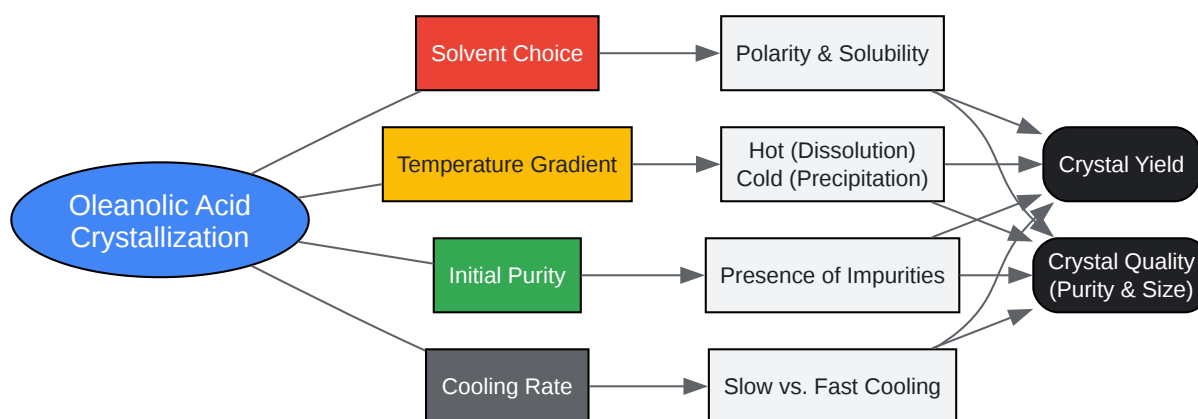 Oleanolic Acid
Crystallization
Solvent Choice
Polarity & Solubility
Temperature Gradient
Hot (Dissolution)
Cold (Precipitation)
Initial Purity
Presence of Impurities
Cooling Rate
Slow vs. Fast Cooling
Crystal Yield
Crystal Quality
(Purity & Size)